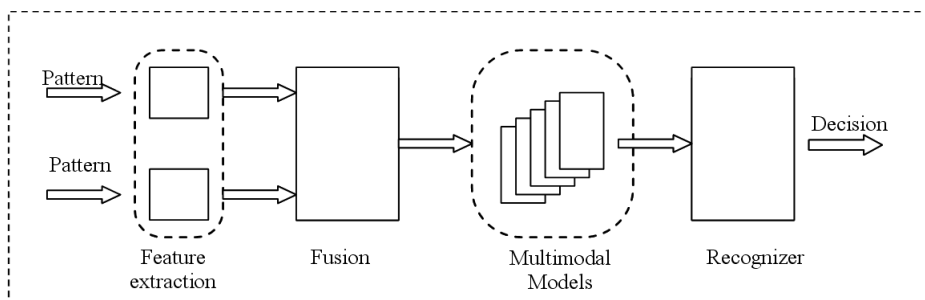 Pattern
Pattern
Decision
Feature
extraction
Fusion
Multimodal
Models
Recognizer